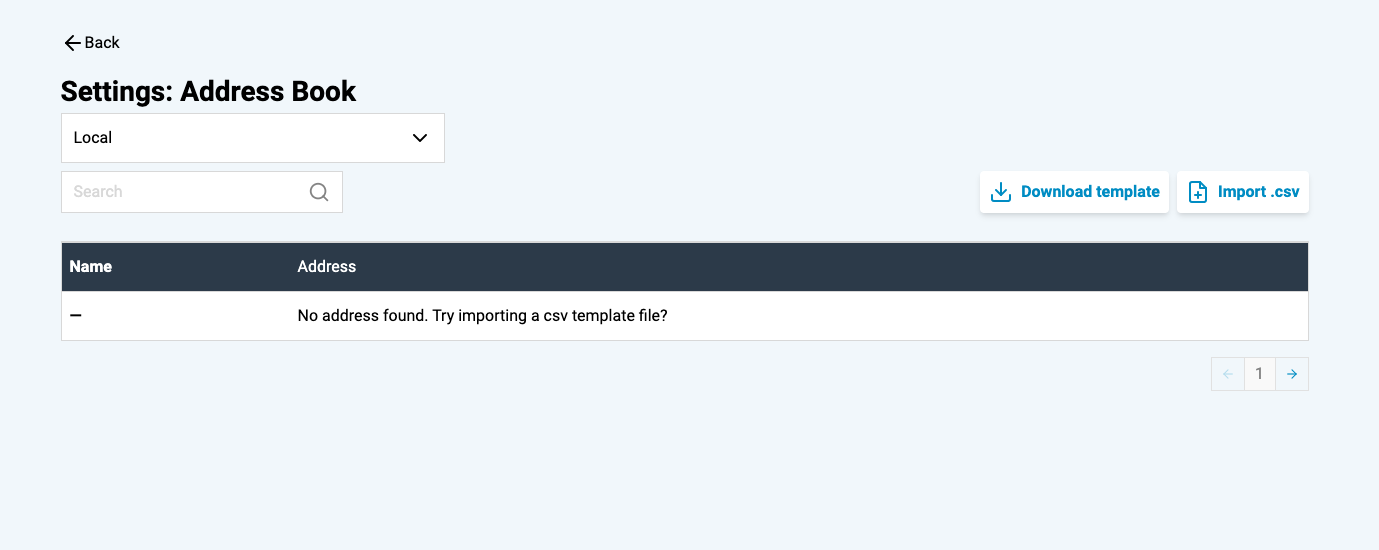 Back
Settings: Address Book
Local
Search
Download template
Import .csv
Name Address
– No address found. Try importing a csv template file?
1